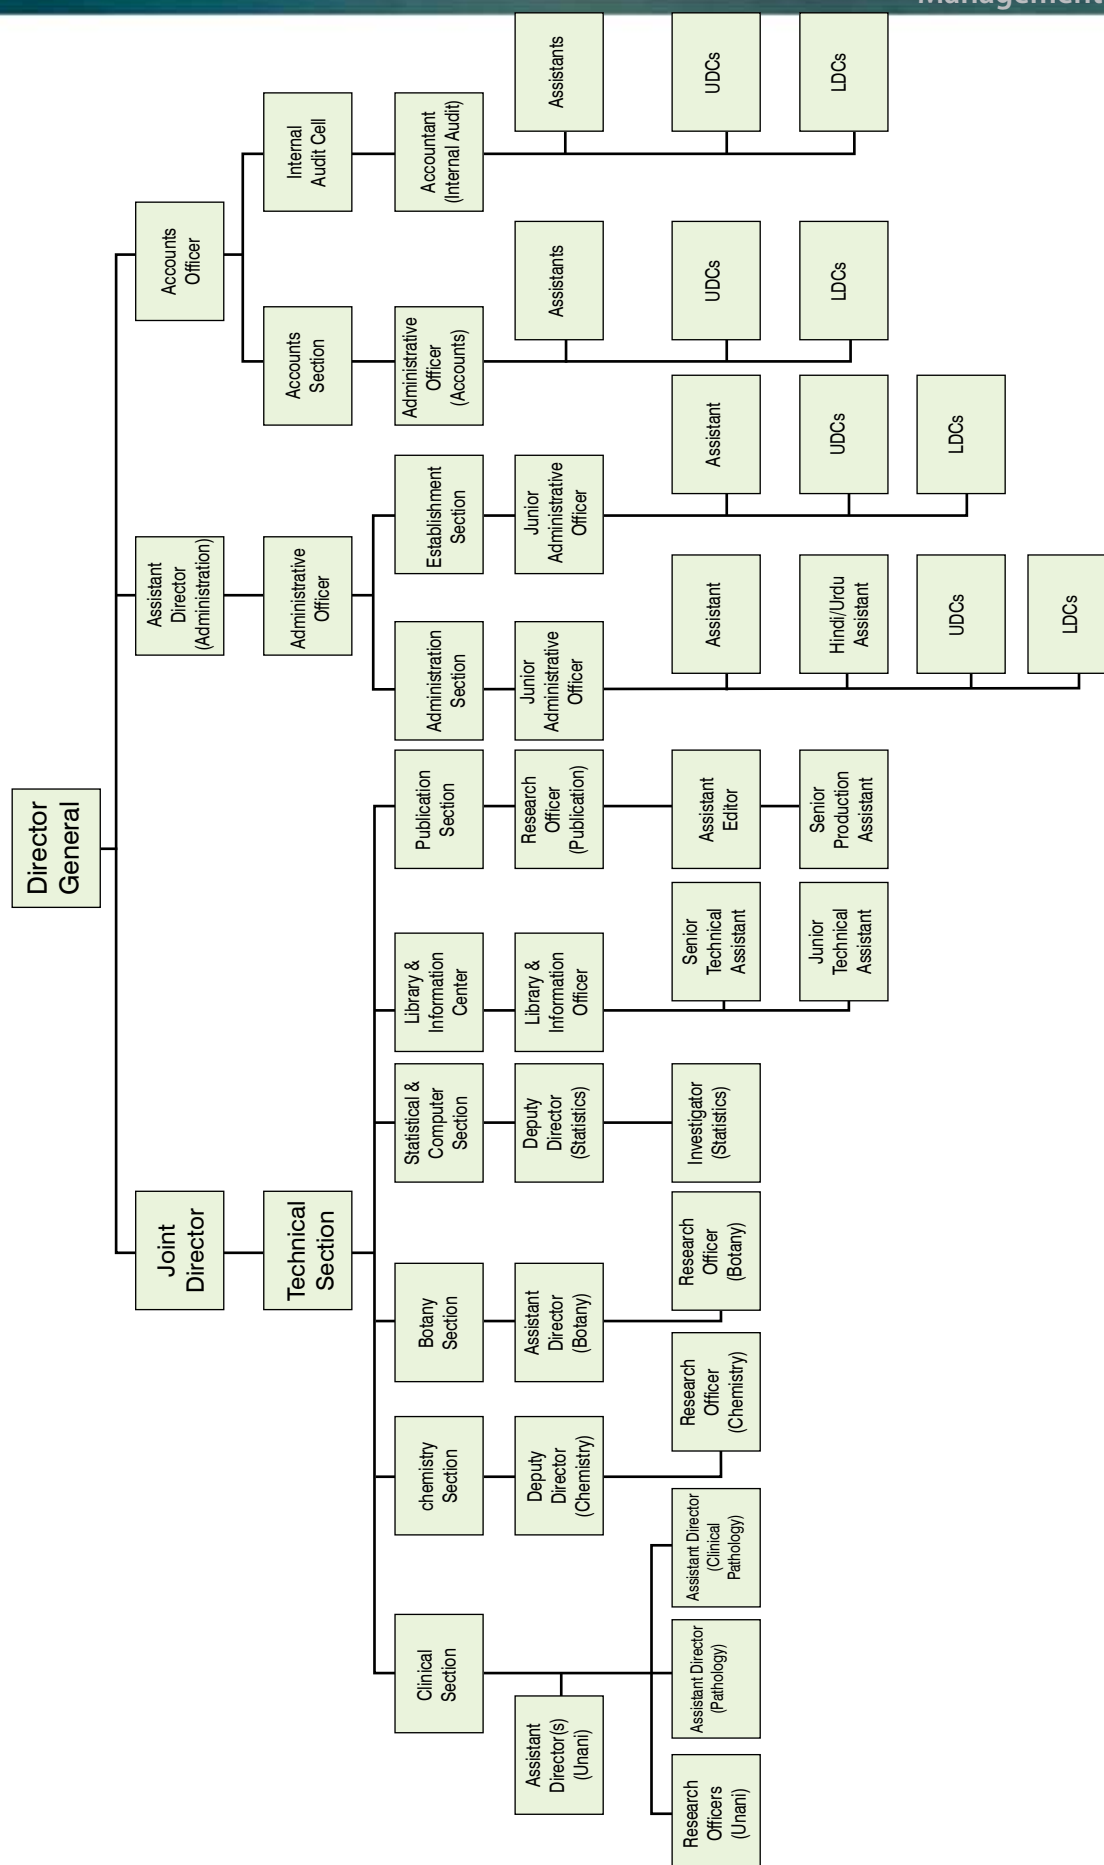 Management
Director
General
Joint
Director
Assistant
Director
(Administration)
Accounts
Officer
Technical
Section
Administrative
Officer
Accounts
Section
Internal
Audit Cell
Clinical
Section
chemistry
Section
Botany
Section
Statistical &
Computer
Section
Library &
Information
Center
Publication
Section
Administration
Section
Establishment
Section
Administrative
Officer
(Accounts)
Accountant
(Internal Audit)
Assistant
Director(s)
(Unani)
Deputy
Director
(Chemistry)
Assistant
Director
(Botany)
Deputy
Director
(Statistics)
Library &
Information
Officer
Research
Officer
(Publication)
Junior
Administrative
Officer
Junior
Administrative
Officer
Assistants
Assistants
Research
Officers
(Unani)
Assistant Director
(Pathology)
Assistant Director
(Clinical
Pathology)
Research
Officer
(Chemistry)
Research
Officer
(Botany)
Investigator
(Statistics)
Senior
Technical
Assistant
Assistant
Editor
Assistant
Assistant
UDCs
UDCs
Junior
Technical
Assistant
Senior
Production
Assistant
Hindi/Urdu
Assistant
UDCs
LDCs
LDCs
UDCs
LDCs
LDCs